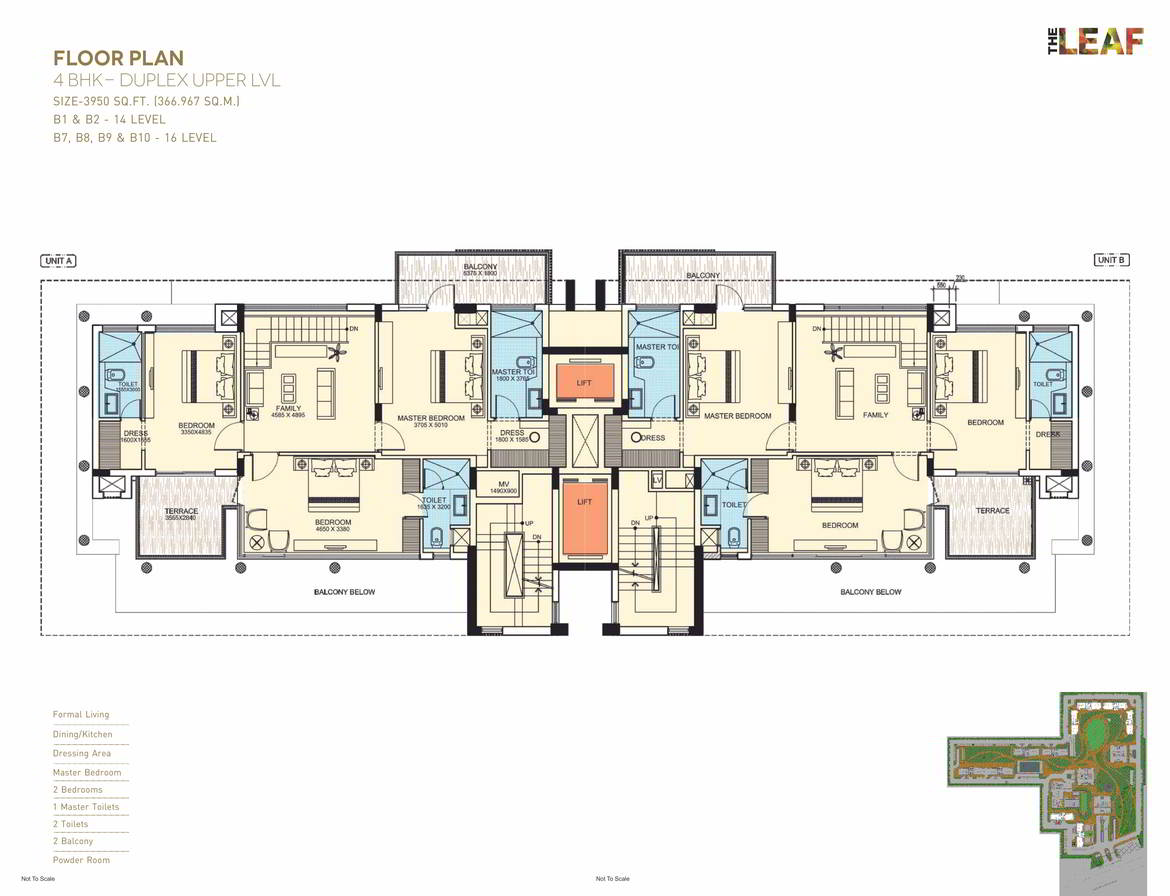 FLOOR PLAN
4 BHK – DUPLEX UPPER LVL
SIZE-3950 SQ.FT. (366.967 SQ.M.)
B1 & B2 - 14 LEVEL
B7, B8, B9 & B10 - 16 LEVEL
THE LEAF
UNIT A
UNIT B
BALCONY
6375 X 1800
BALCONY
230
550
DN
DN
MASTER TOI
1800 X 3765
MASTER TOI
LIFT
TOILET
TOILET
FAMILY
4585 X 4895
FAMILY
MASTER BEDROOM
3705 X 5010
MASTER BEDROOM
BEDROOM
3350X4835
BEDROOM
DRESS
1600X1555
DRESS
1800 X 1585
DRESS
DRESS
MV
1490X900
LV
TERRACE
3565X2840
TERRACE
TOILET
1635 X 3200
TOILET
LIFT
BEDROOM
4650 X 3380
BEDROOM
UP
DN
UP
DN
BALCONY BELOW
BALCONY BELOW
Formal Living
Dining/Kitchen
Dressing Area
Master Bedroom
2 Bedrooms
1 Master Toilets
2 Toilets
2 Balcony
Powder Room
Not To Scale
Not To Scale